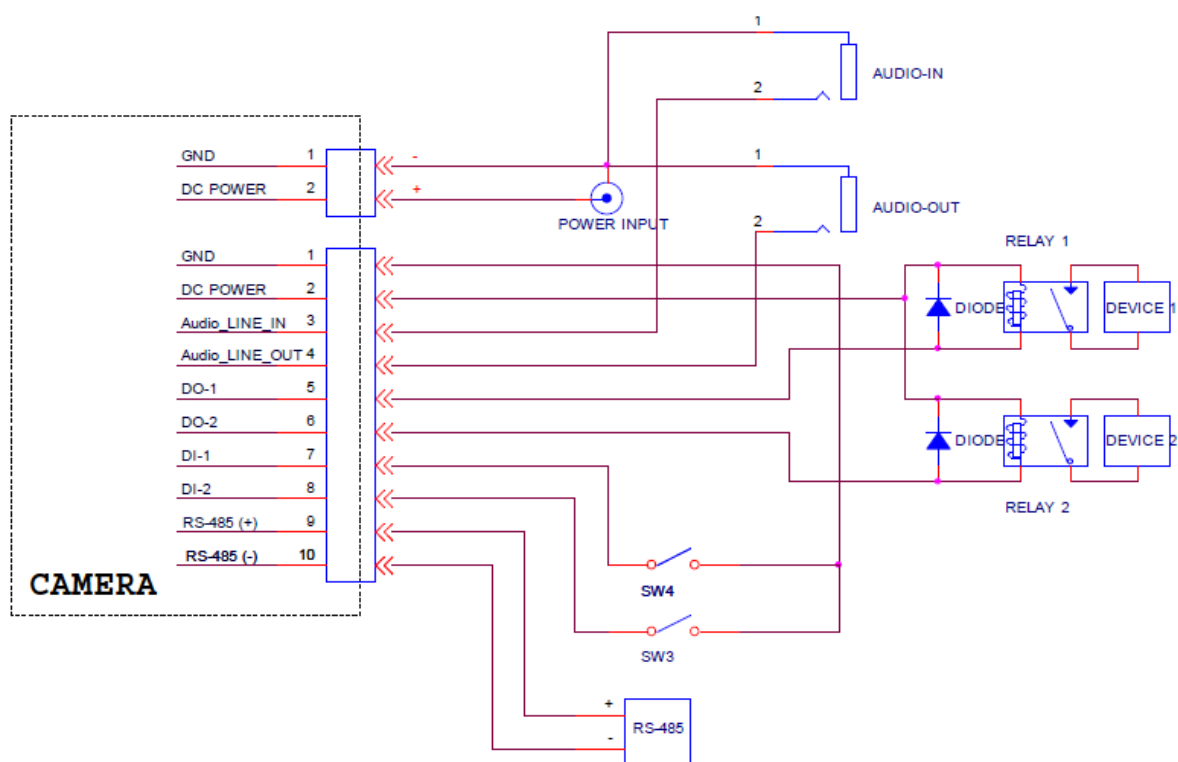 1
AUDIO-IN
2
GND 1 -
DC POWER 2 +
POWER INPUT
1
AUDIO-OUT
2
RELAY 1
GND 1
DC POWER 2
Audio_LINE_IN 3
Audio_LINE_OUT 4
DO-1 5
DO-2 6
DI-1 7
DI-2 8
RS-485 (+) 9
RS-485 (-) 10
CAMERA
DIODE
DEVICE 1
DIODE
DEVICE 2
RELAY 2
SW4
SW3
+
RS-485
-